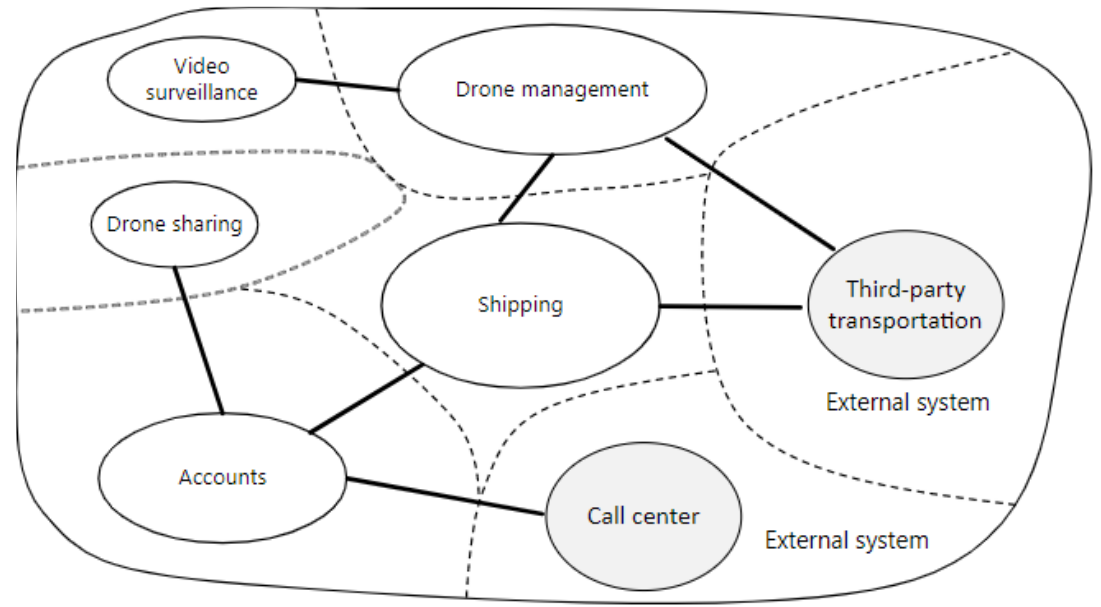 Video
surveillance
Drone management
Drone sharing
Shipping
Third-party
transportation
External system
Accounts
Call center
External system